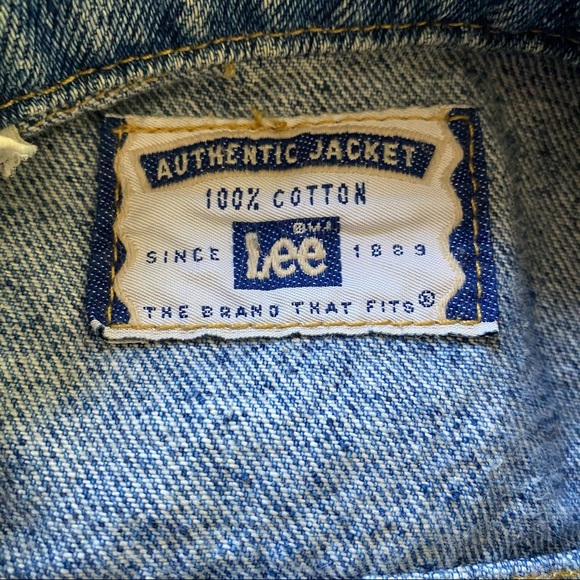 AUTHENTIC JACKET
100% COTTON
®M.R.
Lee
SINCE 1889
THE BRAND THAT FITS®